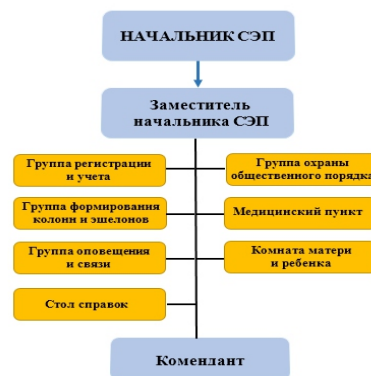 НАЧАЛЬНИК СЭП
Заместитель
начальника СЭП
Группа регистрации
и учета
Группа охраны
общественного порядка
Группа формирования
колонн и эшелонов
Медицинский пункт
Группа оповещения
и связи
Комната матери
и ребенка
Стол справок
Комендант